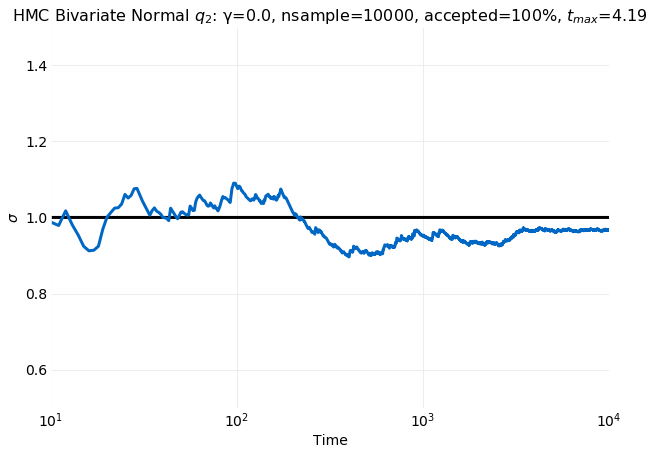 HMC Bivariate Normal q₂: γ=0.0, nsample=10000, accepted=100%, tₘₐₓ=4.19
1.4
1.2
1.0
0.8
0.6
σ
10¹ 10² 10³ 10⁴
Time